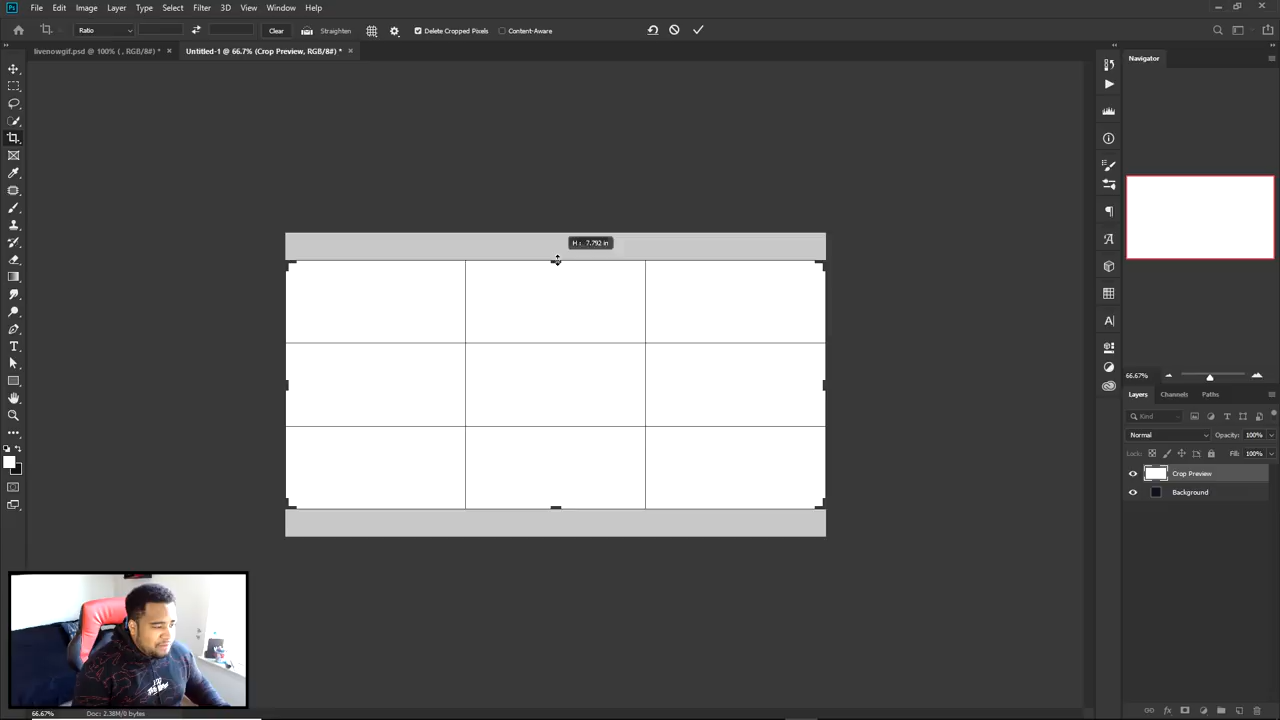 Ps File Edit Image Layer Type Select Filter 3D View Window Help
Ratio Clear Straighten Delete Cropped Pixels Content-Aware
livenowgif.psd @ 100% ( , RGB/8#) * × Untitled-1 @ 66.7% (Crop Preview, RGB/8#) * ×
Navigator
H: 7.792 in
66.67%
Layers Channels Paths
Kind
Normal Opacity: 100%
Lock: Fill: 100%
Crop Preview
Background
66.67% Doc: 2.38M/0 bytes